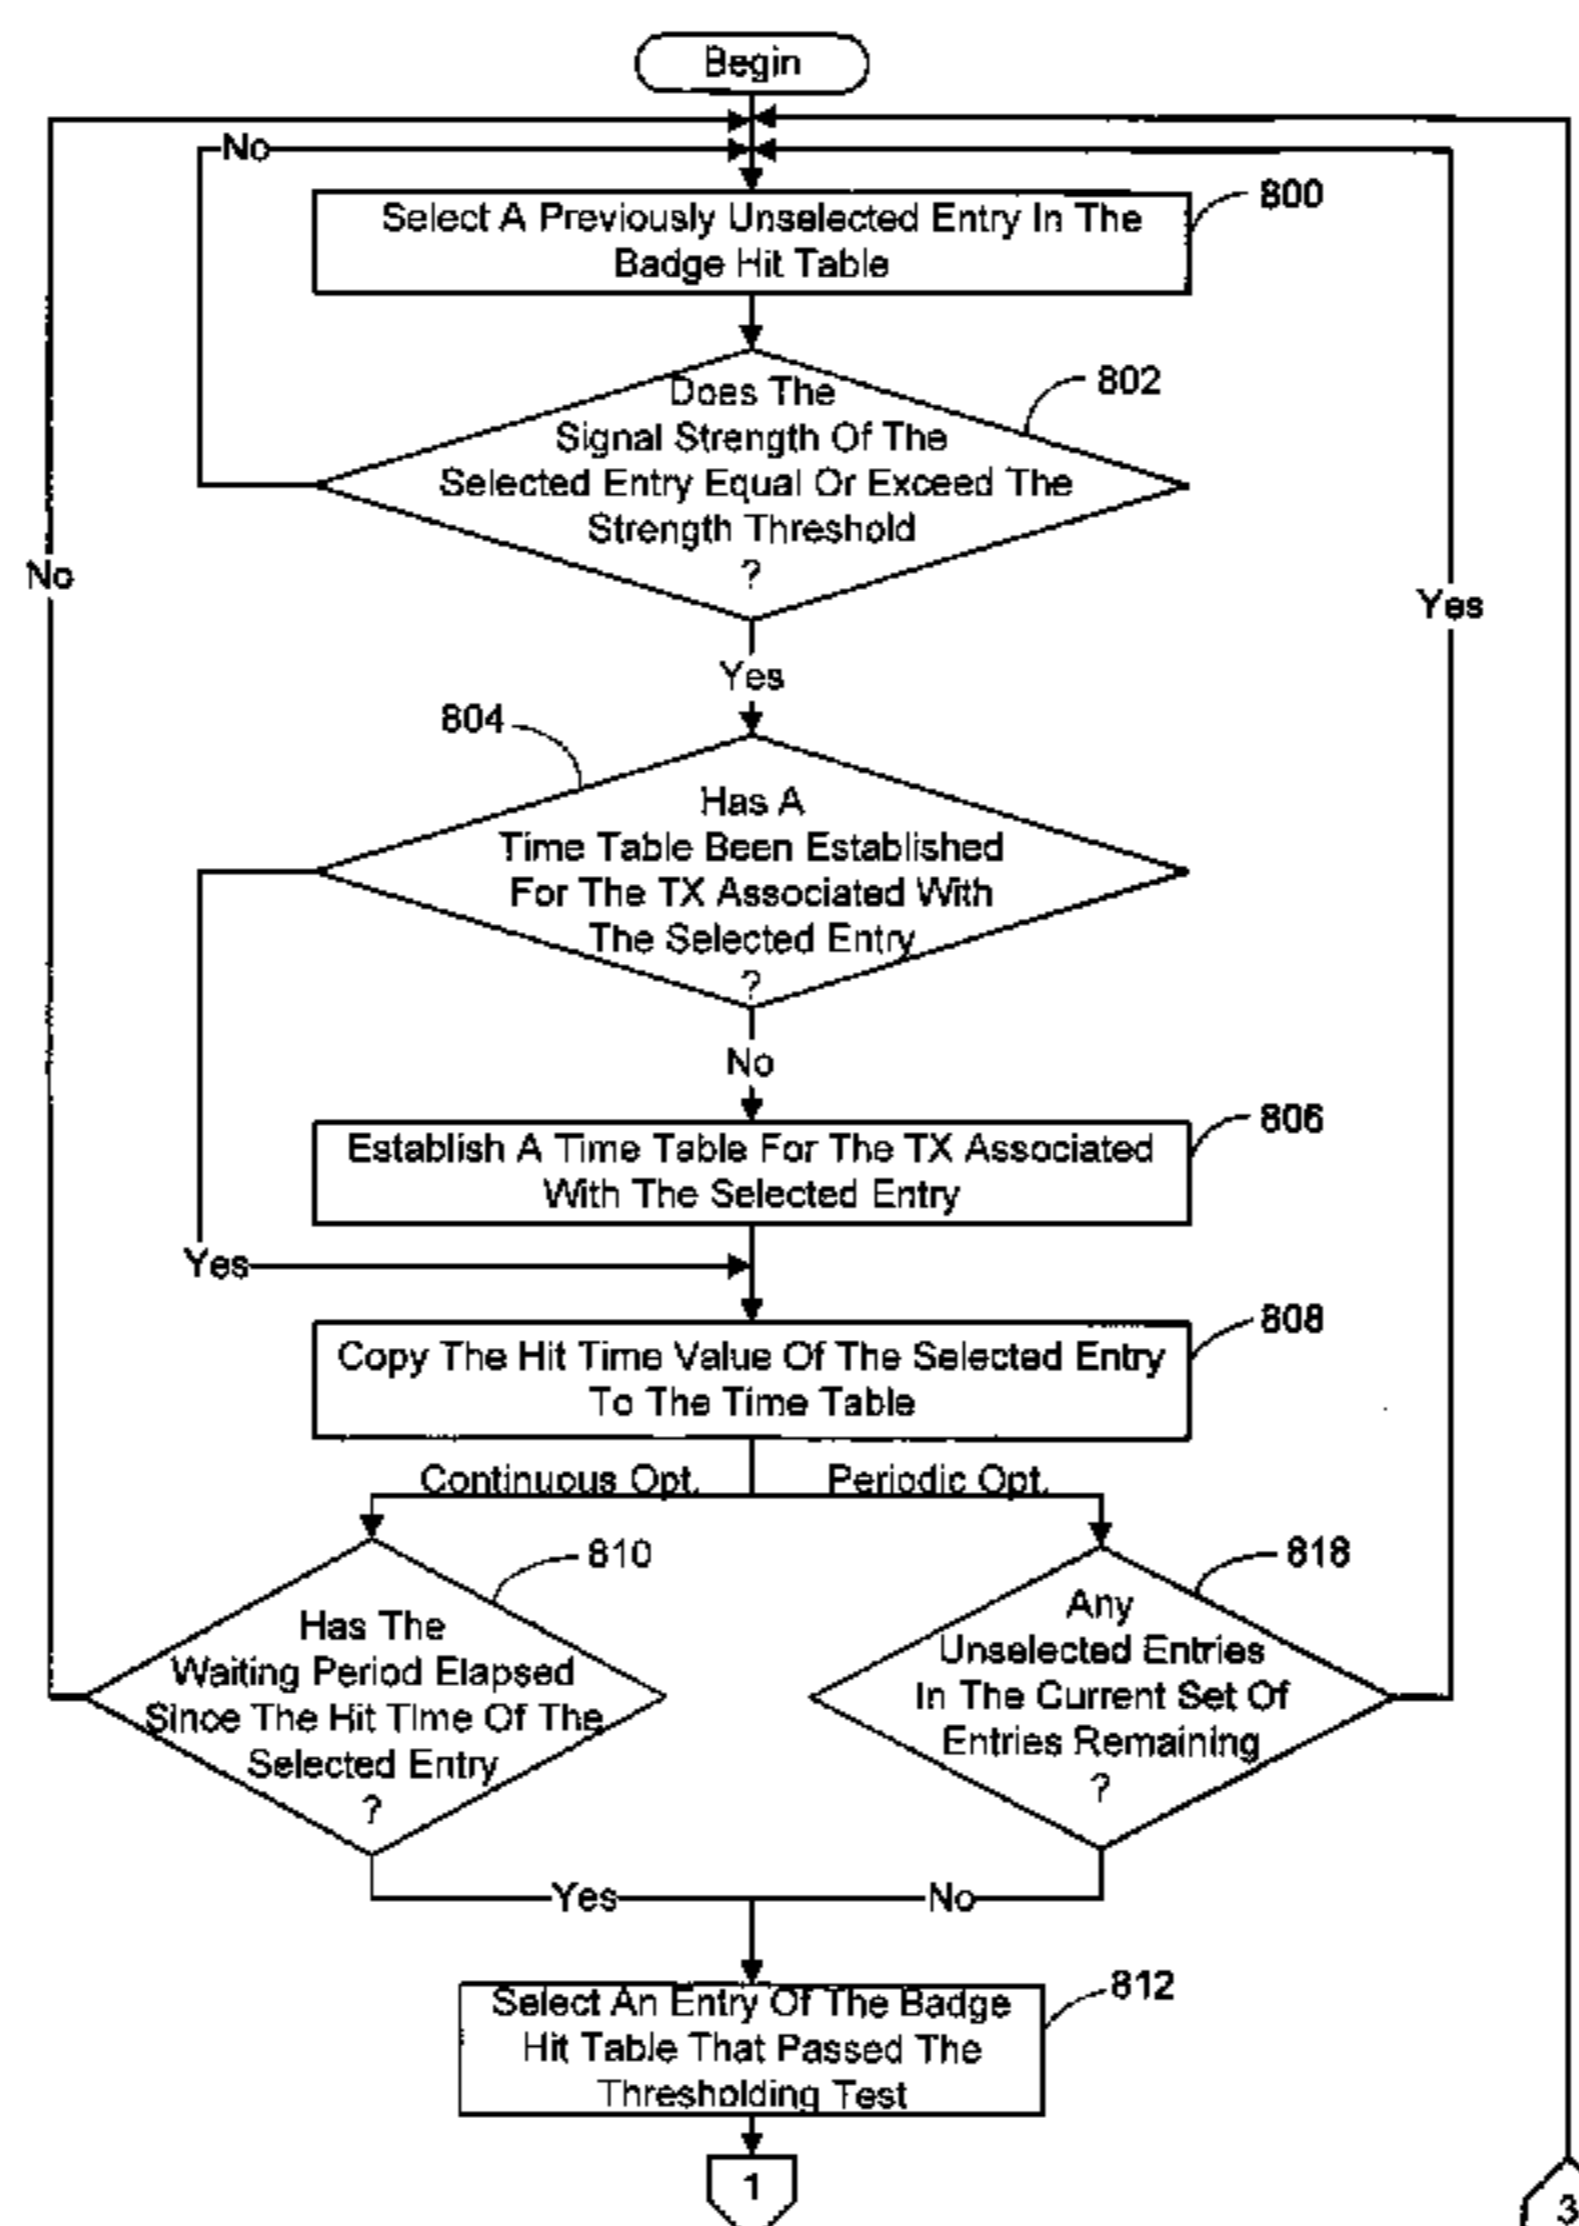 Begin
No
800
Select A Previously Unselected Entry In The
Badge Hit Table
802
Does The
Signal Strength Of The
Selected Entry Equal Or Exceed The
Strength Threshold
?
No
Yes
Yes
804
Has A
Time Table Been Established
For The TX Associated With
The Selected Entry
?
No
806
Establish A Time Table For The TX Associated
With The Selected Entry
Yes
808
Copy The Hit Time Value Of The Selected Entry
To The Time Table
Continuous Opt.
Periodic Opt.
810
Has The
Waiting Period Elapsed
Since The Hit Time Of The
Selected Entry
?
818
Any
Unselected Entries
In The Current Set Of
Entries Remaining
?
Yes
No
812
Select An Entry Of The Badge
Hit Table That Passed The
Thresholding Test
1
3